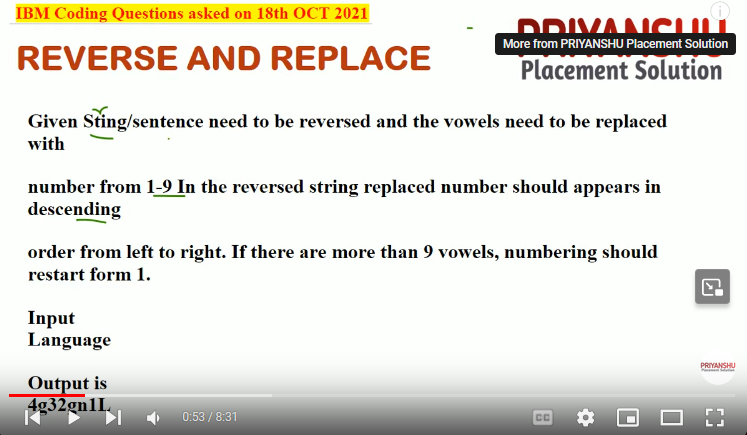 IBM Coding Questions asked on 18th OCT 2021
More from PRIYANSHU Placement Solution
REVERSE AND REPLACE
Placement Solution
Given Sting/sentence need to be reversed and the vowels need to be replaced
with
number from 1-9 In the reversed string replaced number should appears in
descending
order from left to right. If there are more than 9 vowels, numbering should
restart form 1.
Input
Language
PRIYANSHU
Placement Solution
Output is
4g32gn1L
0:53 / 8:31
CC